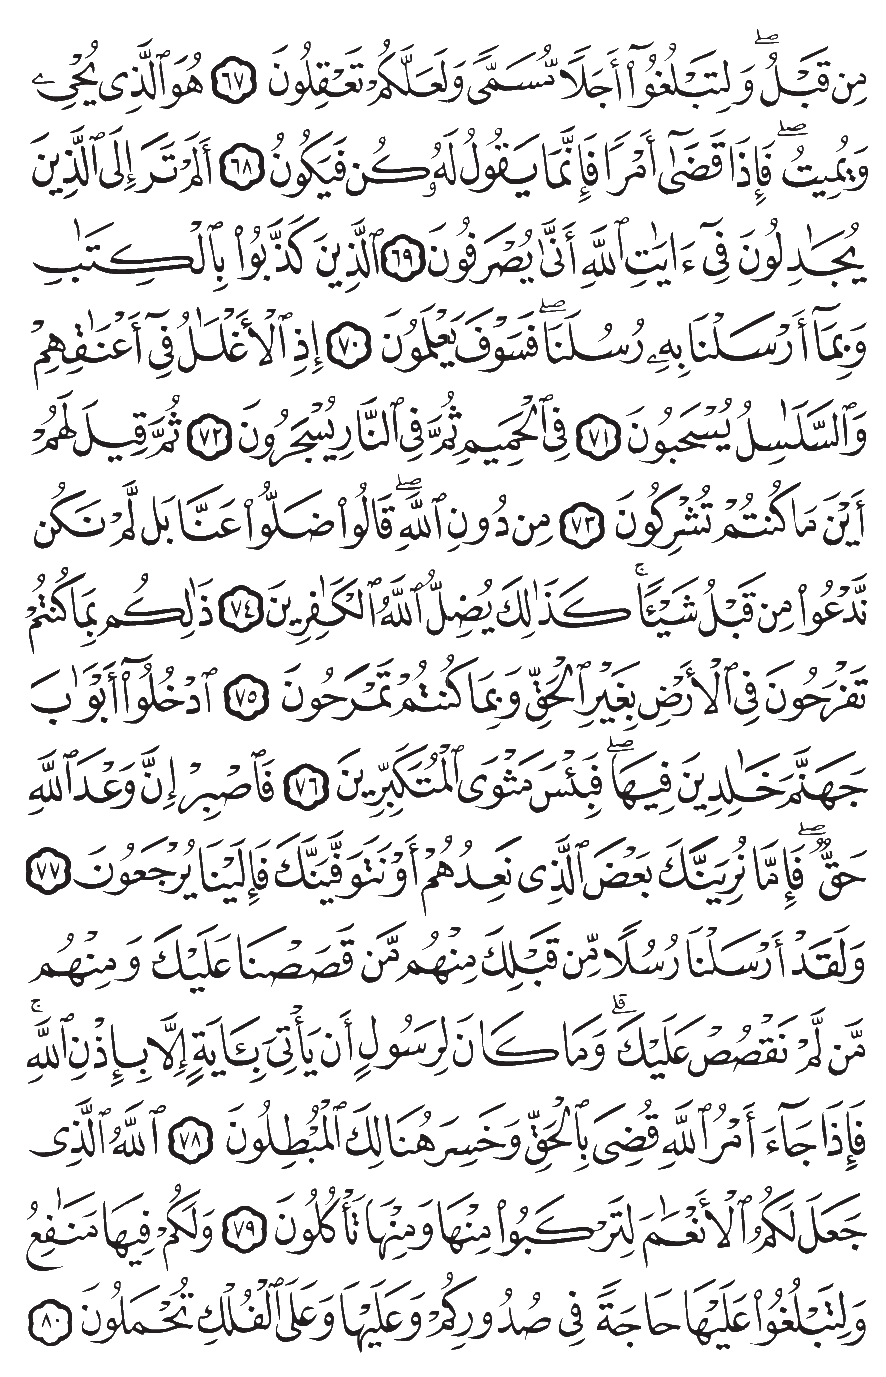 مِن قَبْلُ ۖ وَلِتَبْلُغُوٓا۟ أَجَلًا مُّسَمًّى وَلَعَلَّكُمْ تَعْقِلُونَ ٦٧ هُوَ ٱلَّذِى يُحْىِۦ
وَيُمِيتُ ۖ فَإِذَا قَضَىٰٓ أَمْرًا فَإِنَّمَا يَقُولُ لَهُۥ كُن فَيَكُونُ ٦٨ أَلَمْ تَرَ إِلَى ٱلَّذِينَ
يُجَـٰدِلُونَ فِىٓ ءَايَـٰتِ ٱللَّهِ أَنَّىٰ يُصْرَفُونَ ٦٩ ٱلَّذِينَ كَذَّبُوا۟ بِٱلْكِتَـٰبِ
وَبِمَآ أَرْسَلْنَا بِهِۦ رُسُلَنَا ۖ فَسَوْفَ يَعْلَمُونَ ٧٠ إِذِ ٱلْأَغْلَـٰلُ فِىٓ أَعْنَـٰقِهِمْ
وَٱلسَّلَـٰسِلُ يُسْحَبُونَ ٧١ فِى ٱلْحَمِيمِ ثُمَّ فِى ٱلنَّارِ يُسْجَرُونَ ٧٢ ثُمَّ قِيلَ لَهُمْ
أَيْنَ مَا كُنتُمْ تُشْرِكُونَ ٧٣ مِن دُونِ ٱللَّهِ ۖ قَالُوا۟ ضَلُّوا۟ عَنَّا بَل لَّمْ نَكُن
نَّدْعُوا۟ مِن قَبْلُ شَيْـًٔا ۚ كَذَٰلِكَ يُضِلُّ ٱللَّهُ ٱلْكَـٰفِرِينَ ٧٤ ذَٰلِكُم بِمَا كُنتُمْ
تَفْرَحُونَ فِى ٱلْأَرْضِ بِغَيْرِ ٱلْحَقِّ وَبِمَا كُنتُمْ تَمْرَحُونَ ٧٥ ٱدْخُلُوٓا۟ أَبْوَٰبَ
جَهَنَّمَ خَـٰلِدِينَ فِيهَا ۖ فَبِئْسَ مَثْوَى ٱلْمُتَكَبِّرِينَ ٧٦ فَٱصْبِرْ إِنَّ وَعْدَ ٱللَّهِ
حَقٌّ ۖ فَإِمَّا نُرِيَنَّكَ بَعْضَ ٱلَّذِى نَعِدُهُمْ أَوْ نَتَوَفَّيَنَّكَ فَإِلَيْنَا يُرْجَعُونَ ٧٧
وَلَقَدْ أَرْسَلْنَا رُسُلًا مِّن قَبْلِكَ مِنْهُم مَّن قَصَصْنَا عَلَيْكَ وَمِنْهُم
مَّن لَّمْ نَقْصُصْ عَلَيْكَ ۗ وَمَا كَانَ لِرَسُولٍ أَن يَأْتِىَ بِـَٔايَةٍ إِلَّا بِإِذْنِ ٱللَّهِ ۚ
فَإِذَا جَآءَ أَمْرُ ٱللَّهِ قُضِىَ بِٱلْحَقِّ وَخَسِرَ هُنَالِكَ ٱلْمُبْطِلُونَ ٧٨ ٱللَّهُ ٱلَّذِى
جَعَلَ لَكُمُ ٱلْأَنْعَـٰمَ لِتَرْكَبُوا۟ مِنْهَا وَمِنْهَا تَأْكُلُونَ ٧٩ وَلَكُمْ فِيهَا مَنَـٰفِعُ
وَلِتَبْلُغُوا۟ عَلَيْهَا حَاجَةً فِى صُدُورِكُمْ وَعَلَيْهَا وَعَلَى ٱلْفُلْكِ تُحْمَلُونَ ٨٠